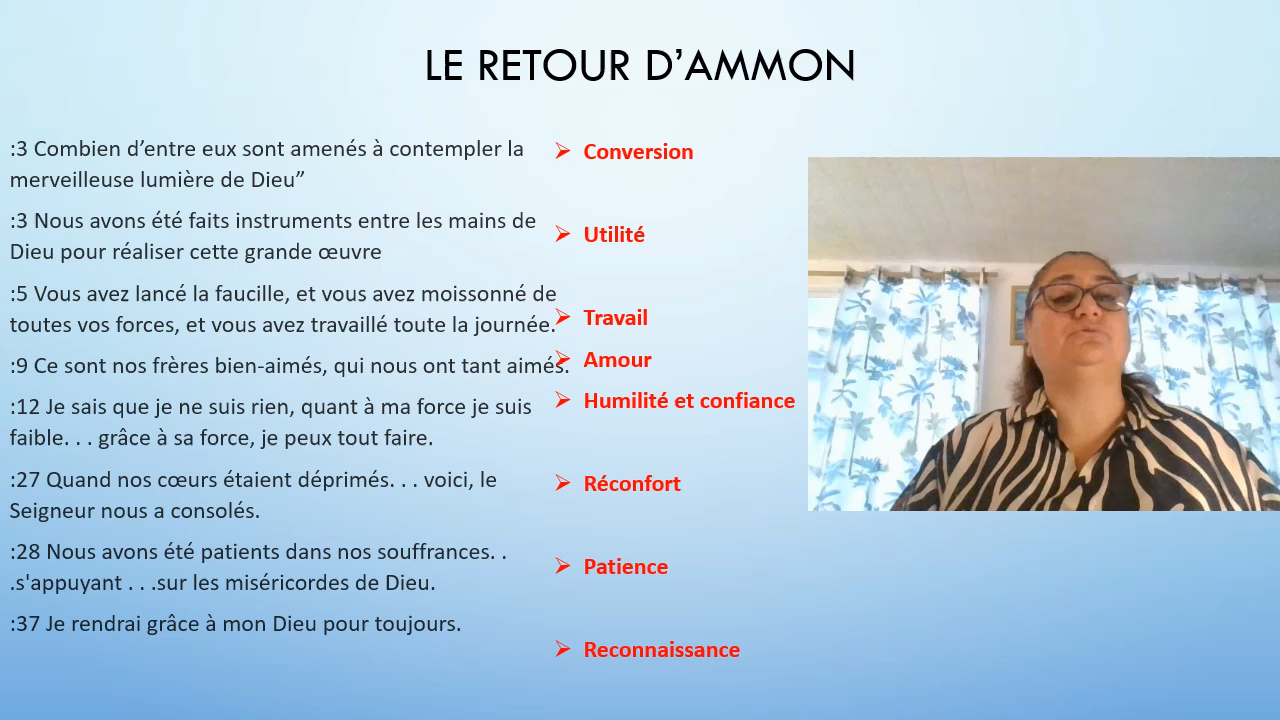 LE RETOUR D’AMMON
:3 Combien d’entre eux sont amenés à contempler la
merveilleuse lumière de Dieu”
:3 Nous avons été faits instruments entre les mains de
Dieu pour réaliser cette grande œuvre
:5 Vous avez lancé la faucille, et vous avez moissonné de
toutes vos forces, et vous avez travaillé toute la journée.
:9 Ce sont nos frères bien-aimés, qui nous ont tant aimés.
:12 Je sais que je ne suis rien, quant à ma force je suis
faible. . . grâce à sa force, je peux tout faire.
:27 Quand nos cœurs étaient déprimés. . . voici, le
Seigneur nous a consolés.
:28 Nous avons été patients dans nos souffrances. .
.s'appuyant . . .sur les miséricordes de Dieu.
:37 Je rendrai grâce à mon Dieu pour toujours.
➢ Conversion
➢ Utilité
➢ Travail
➢ Amour
➢ Humilité et confiance
➢ Réconfort
➢ Patience
➢ Reconnaissance